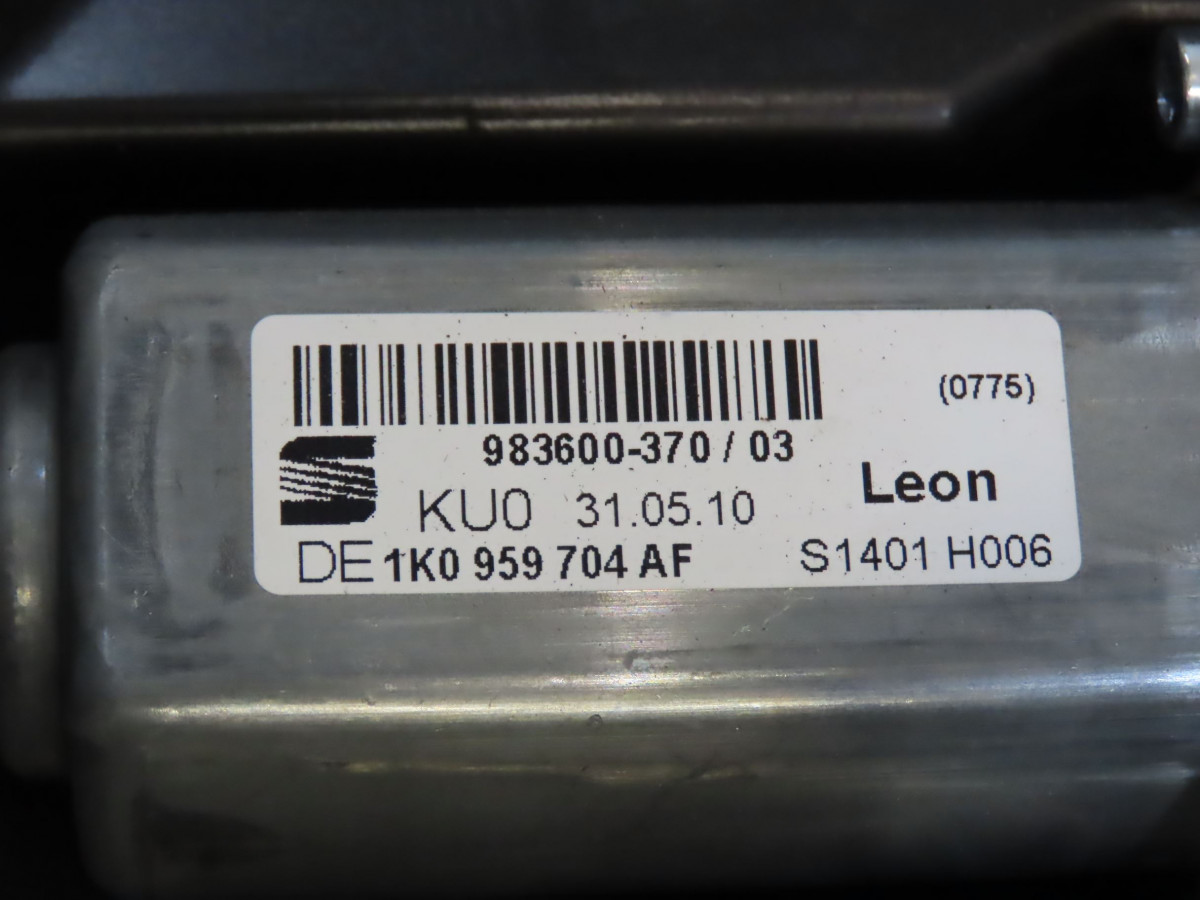 (0775)
983600-370 / 03
Leon
KU0 31.05.10
DE 1K0 959 704 AF
S1401 H006